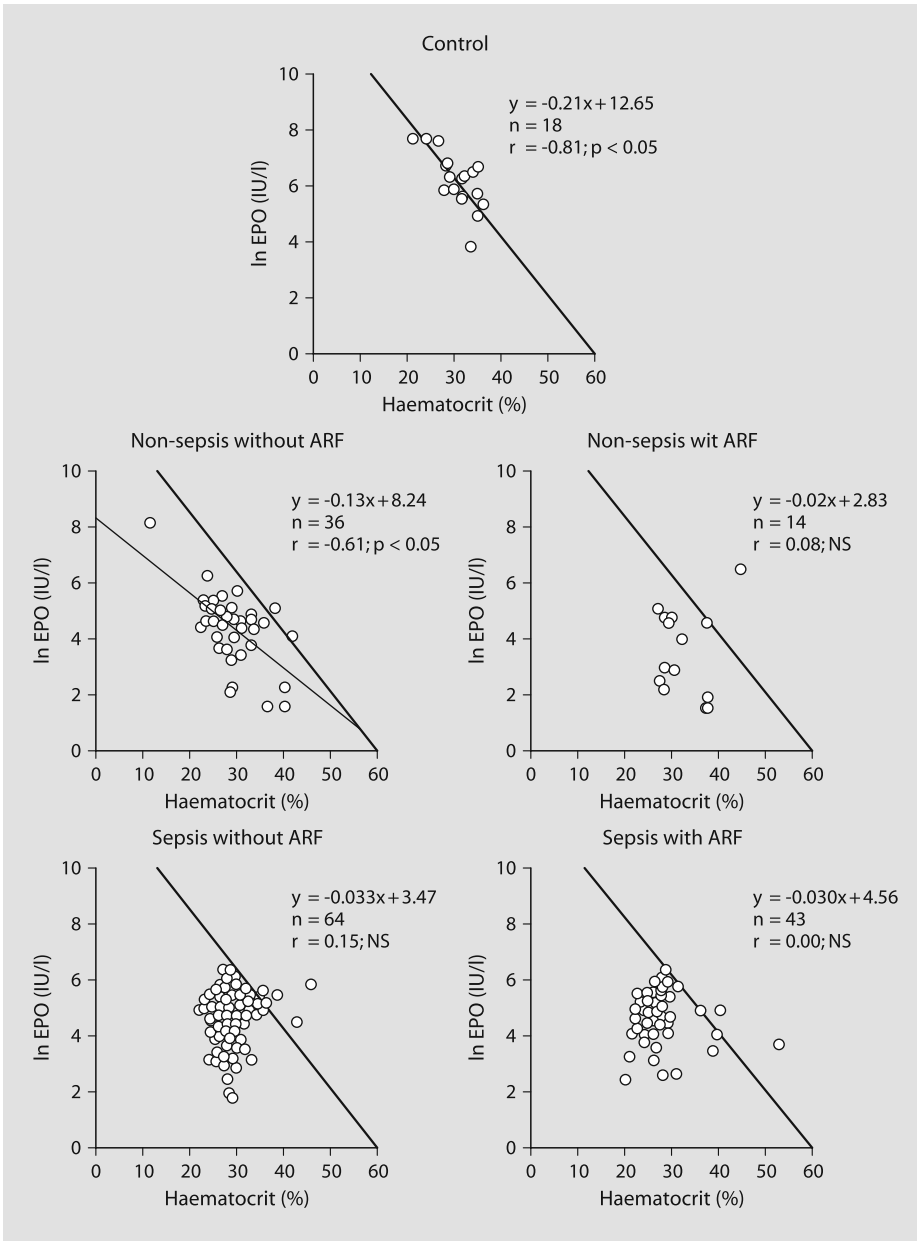 Control
10
8
6
4
2
0
ln EPO (IU/l)
y = -0.21x+12.65
n = 18
r = -0.81; p < 0.05
0 10 20 30 40 50 60
Haematocrit (%)
Non-sepsis without ARF
10
8
6
4
2
0
ln EPO (IU/l)
y = -0.13x+8.24
n = 36
r = -0.61; p < 0.05
0 10 20 30 40 50 60
Haematocrit (%)
Non-sepsis wit ARF
10
8
6
4
2
0
ln EPO (IU/l)
y = -0.02x+2.83
n = 14
r = 0.08; NS
0 10 20 30 40 50 60
Haematocrit (%)
Sepsis without ARF
10
8
6
4
2
0
ln EPO (IU/l)
y = -0.033x+3.47
n = 64
r = 0.15; NS
0 10 20 30 40 50 60
Haematocrit (%)
Sepsis with ARF
10
8
6
4
2
0
ln EPO (IU/l)
y = -0.030x+4.56
n = 43
r = 0.00; NS
0 10 20 30 40 50 60
Haematocrit (%)